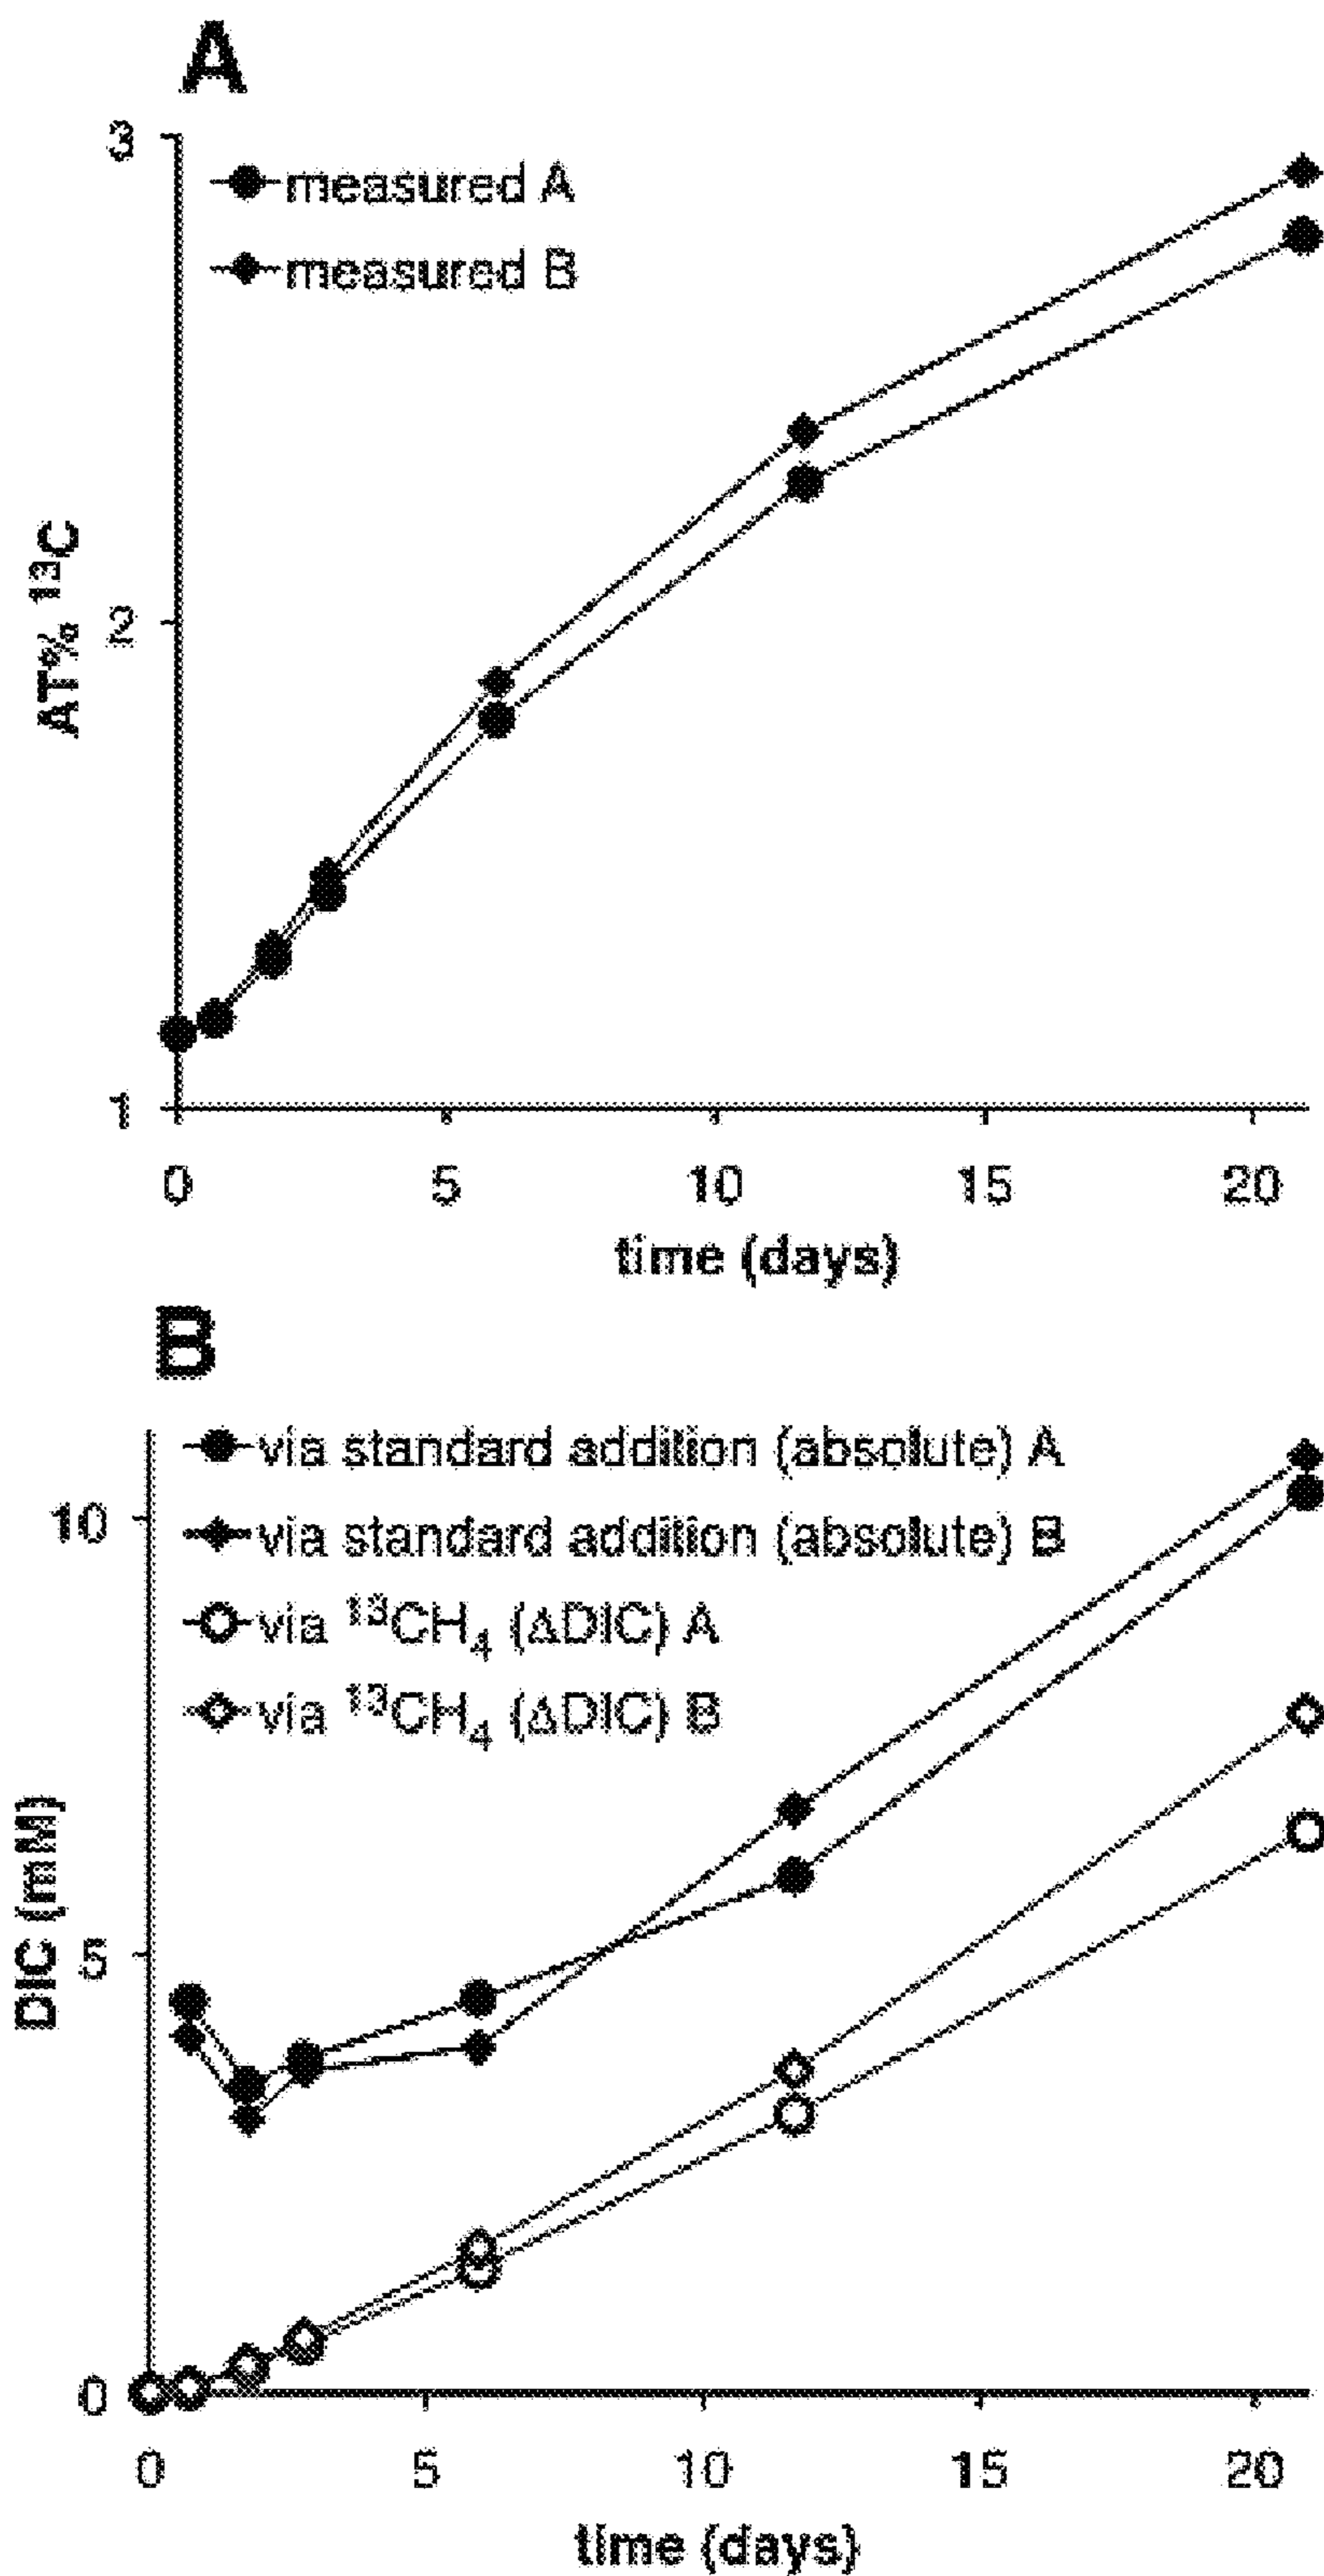 A
3
measured A
measured B
2
AT% ¹³C
1
0 5 10 15 20
time (days)
B
via standard addition (absolute) A
10
via standard addition (absolute) B
via ¹³CH₄ (ΔDIC) A
via ¹³CH₄ (ΔDIC) B
DIC (mM)
5
0
0 5 10 15 20
time (days)